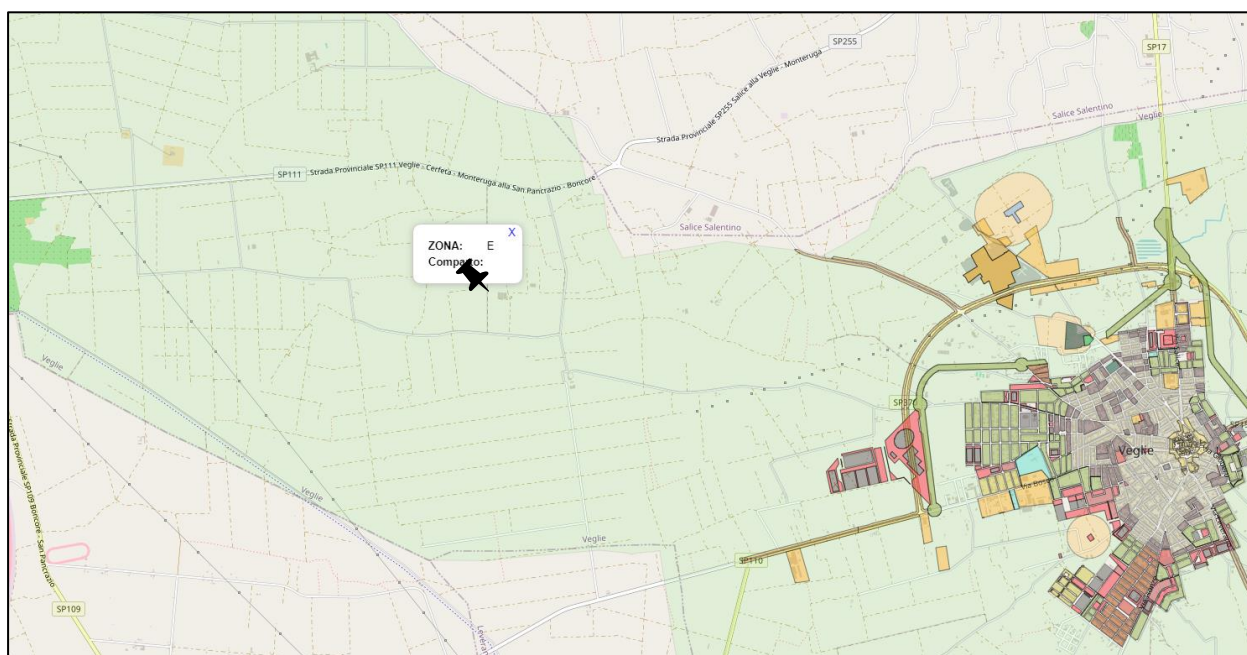 SP255
SP17
Strada Provinciale SP255 Salice alla Veglie - Monteruga
Salice Salentino
Veglie
SP111
Strada Provinciale SP111 Veglie - Cerfeta - Monteruga alla San Pancrazio - Boncore
Salice Salentino
X
ZONA: E
Veglie
SP370
Strada Provinciale SP109 Boncore - San Pancrazio
Veglie
Veglie
Veglie
SP110
SP109